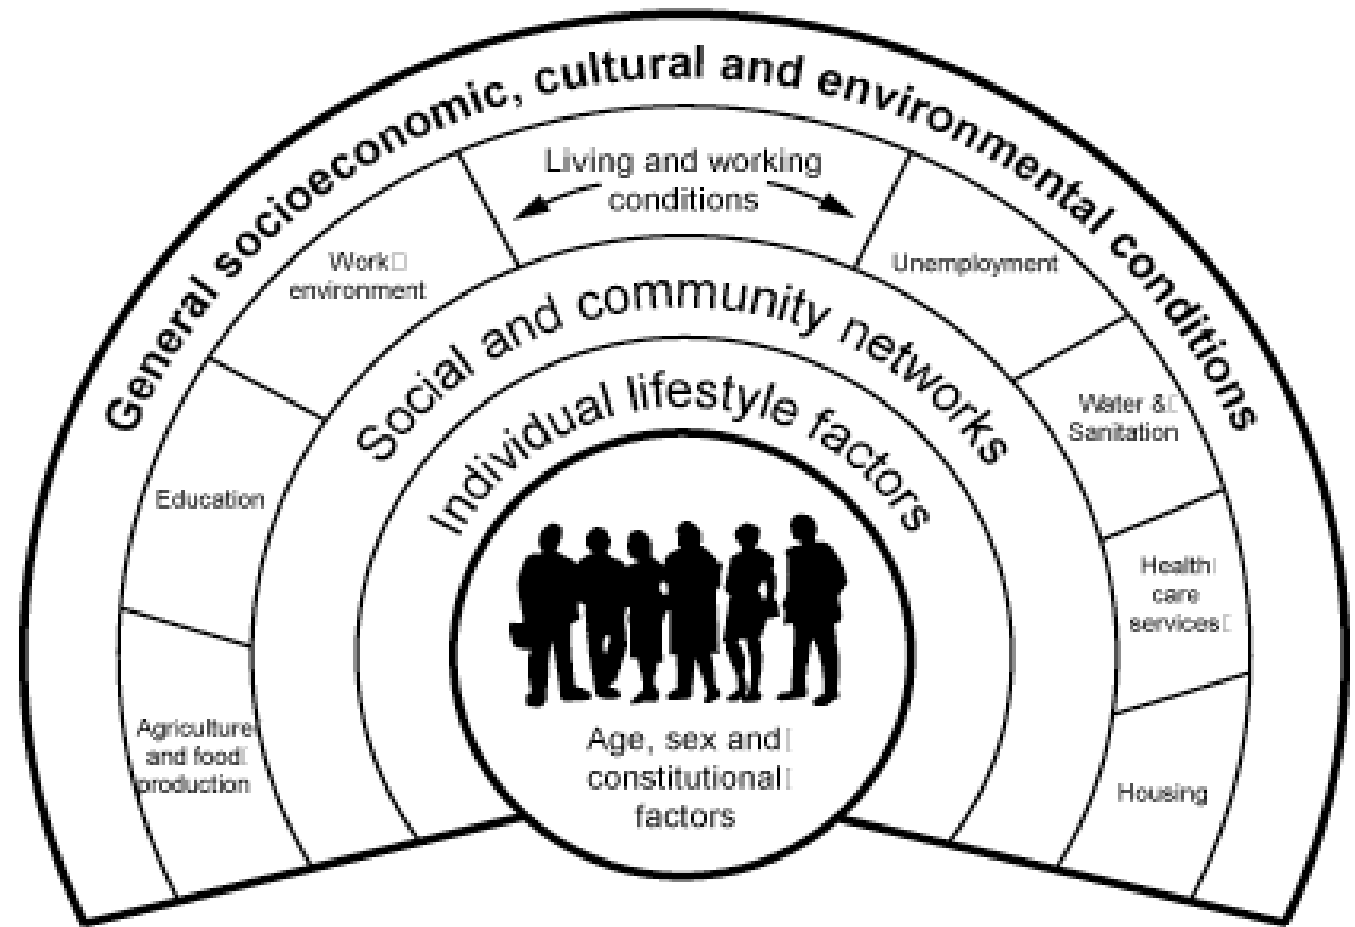 General socioeconomic, cultural and environmental conditions
Living and working
conditions
Work
environment
Unemployment
Social and community networks
Individual lifestyle factors
Water &
Sanitation
Education
Health
care
services
Agriculture
and food
production
Housing
Age, sex and
constitutional
factors